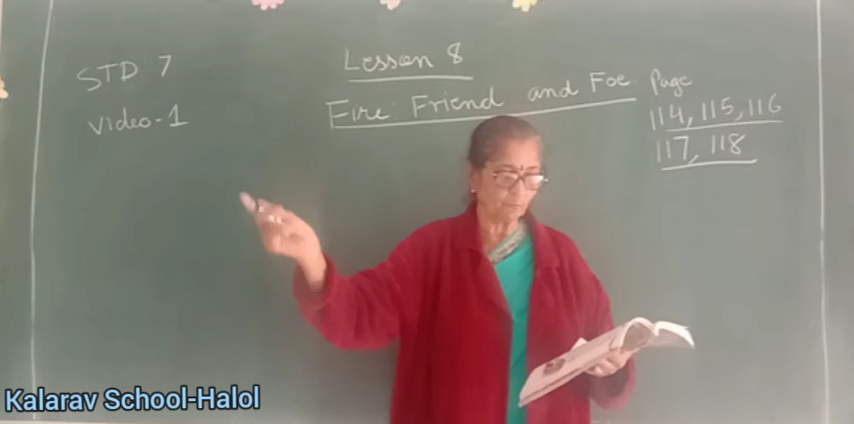 STD 7
Video-1
Lesson 8
Fire: Friend and Foe
Page
114, 115, 116
117, 118
Kalarav School-Halol